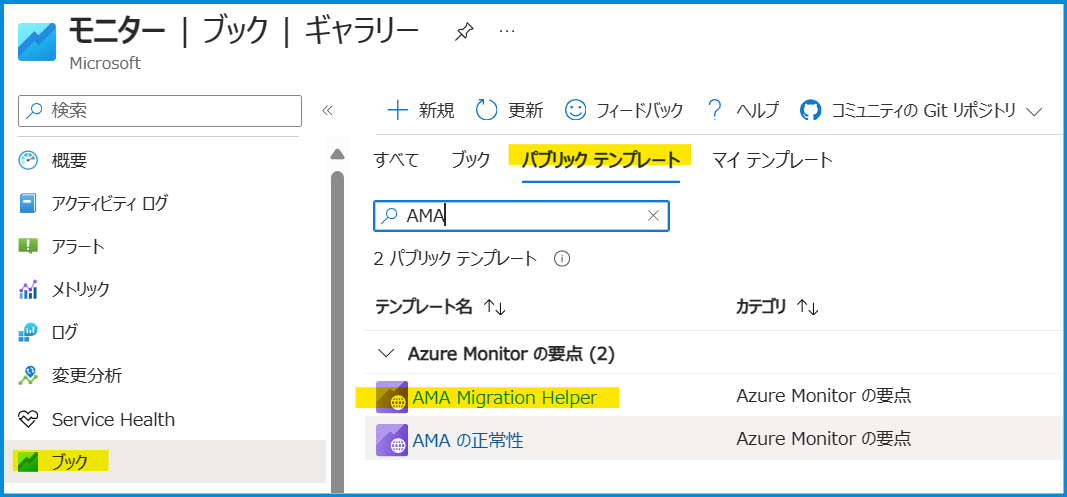 モニター | ブック | ギャラリー ...
Microsoft
検索 «
概要
アクティビティ ログ
アラート
メトリック
ログ
変更分析
Service Health
ブック
新規 更新 フィードバック ヘルプ コミュニティの Git リポジトリ
すべて ブック パブリック テンプレート マイ テンプレート
AMA
2 パブリック テンプレート
テンプレート名 ↑↓ カテゴリ ↑↓
Azure Monitor の要点 (2)
AMA Migration Helper Azure Monitor の要点
AMA の正常性 Azure Monitor の要点